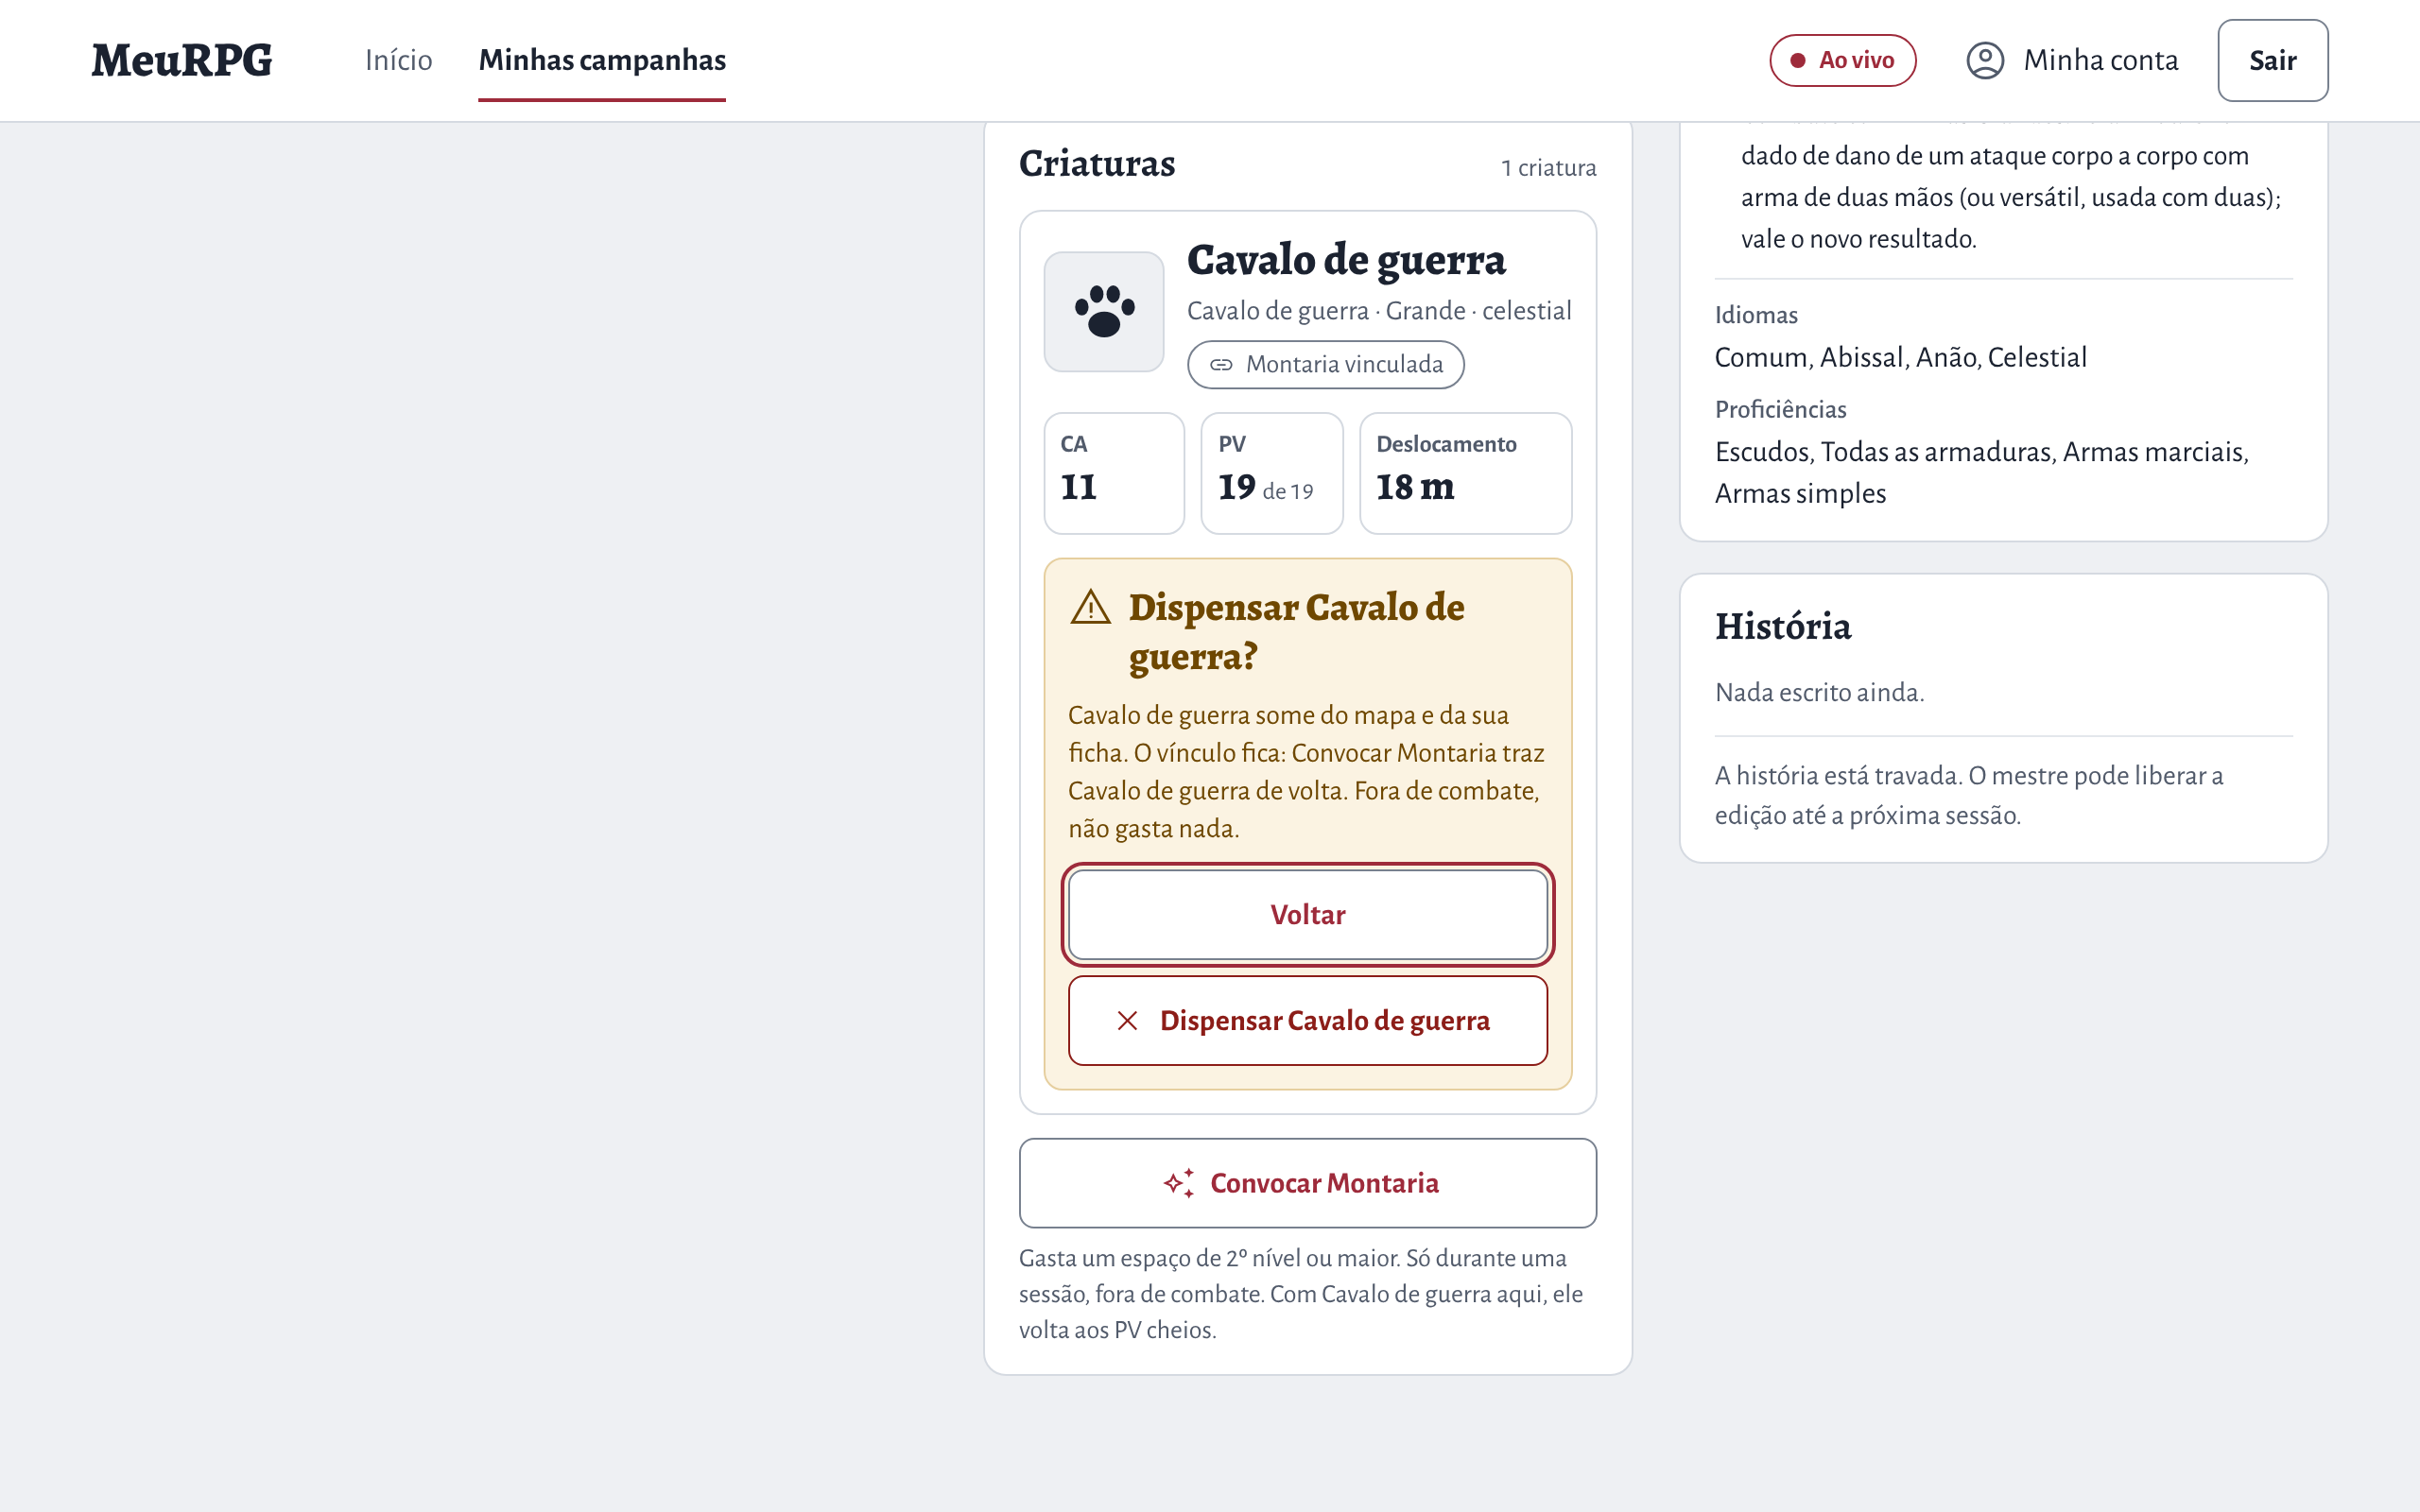 MeuRPG
Início
Minhas campanhas
Ao vivo
Minha conta
Sair
Criaturas
1 criatura
Cavalo de guerra
Cavalo de guerra · Grande · celestial
Montaria vinculada
CA
11
PV
19 de 19
Deslocamento
18 m
Dispensar Cavalo de
guerra?
Cavalo de guerra some do mapa e da sua
ficha. O vínculo fica: Convocar Montaria traz
Cavalo de guerra de volta. Fora de combate,
não gasta nada.
Voltar
Dispensar Cavalo de guerra
Convocar Montaria
Gasta um espaço de 2º nível ou maior. Só durante uma
sessão, fora de combate. Com Cavalo de guerra aqui, ele
volta aos PV cheios.
dado de dano de um ataque corpo a corpo com
arma de duas mãos (ou versátil, usada com duas);
vale o novo resultado.
Idiomas
Comum, Abissal, Anão, Celestial
Proficiências
Escudos, Todas as armaduras, Armas marciais,
Armas simples
História
Nada escrito ainda.
A história está travada. O mestre pode liberar a
edição até a próxima sessão.